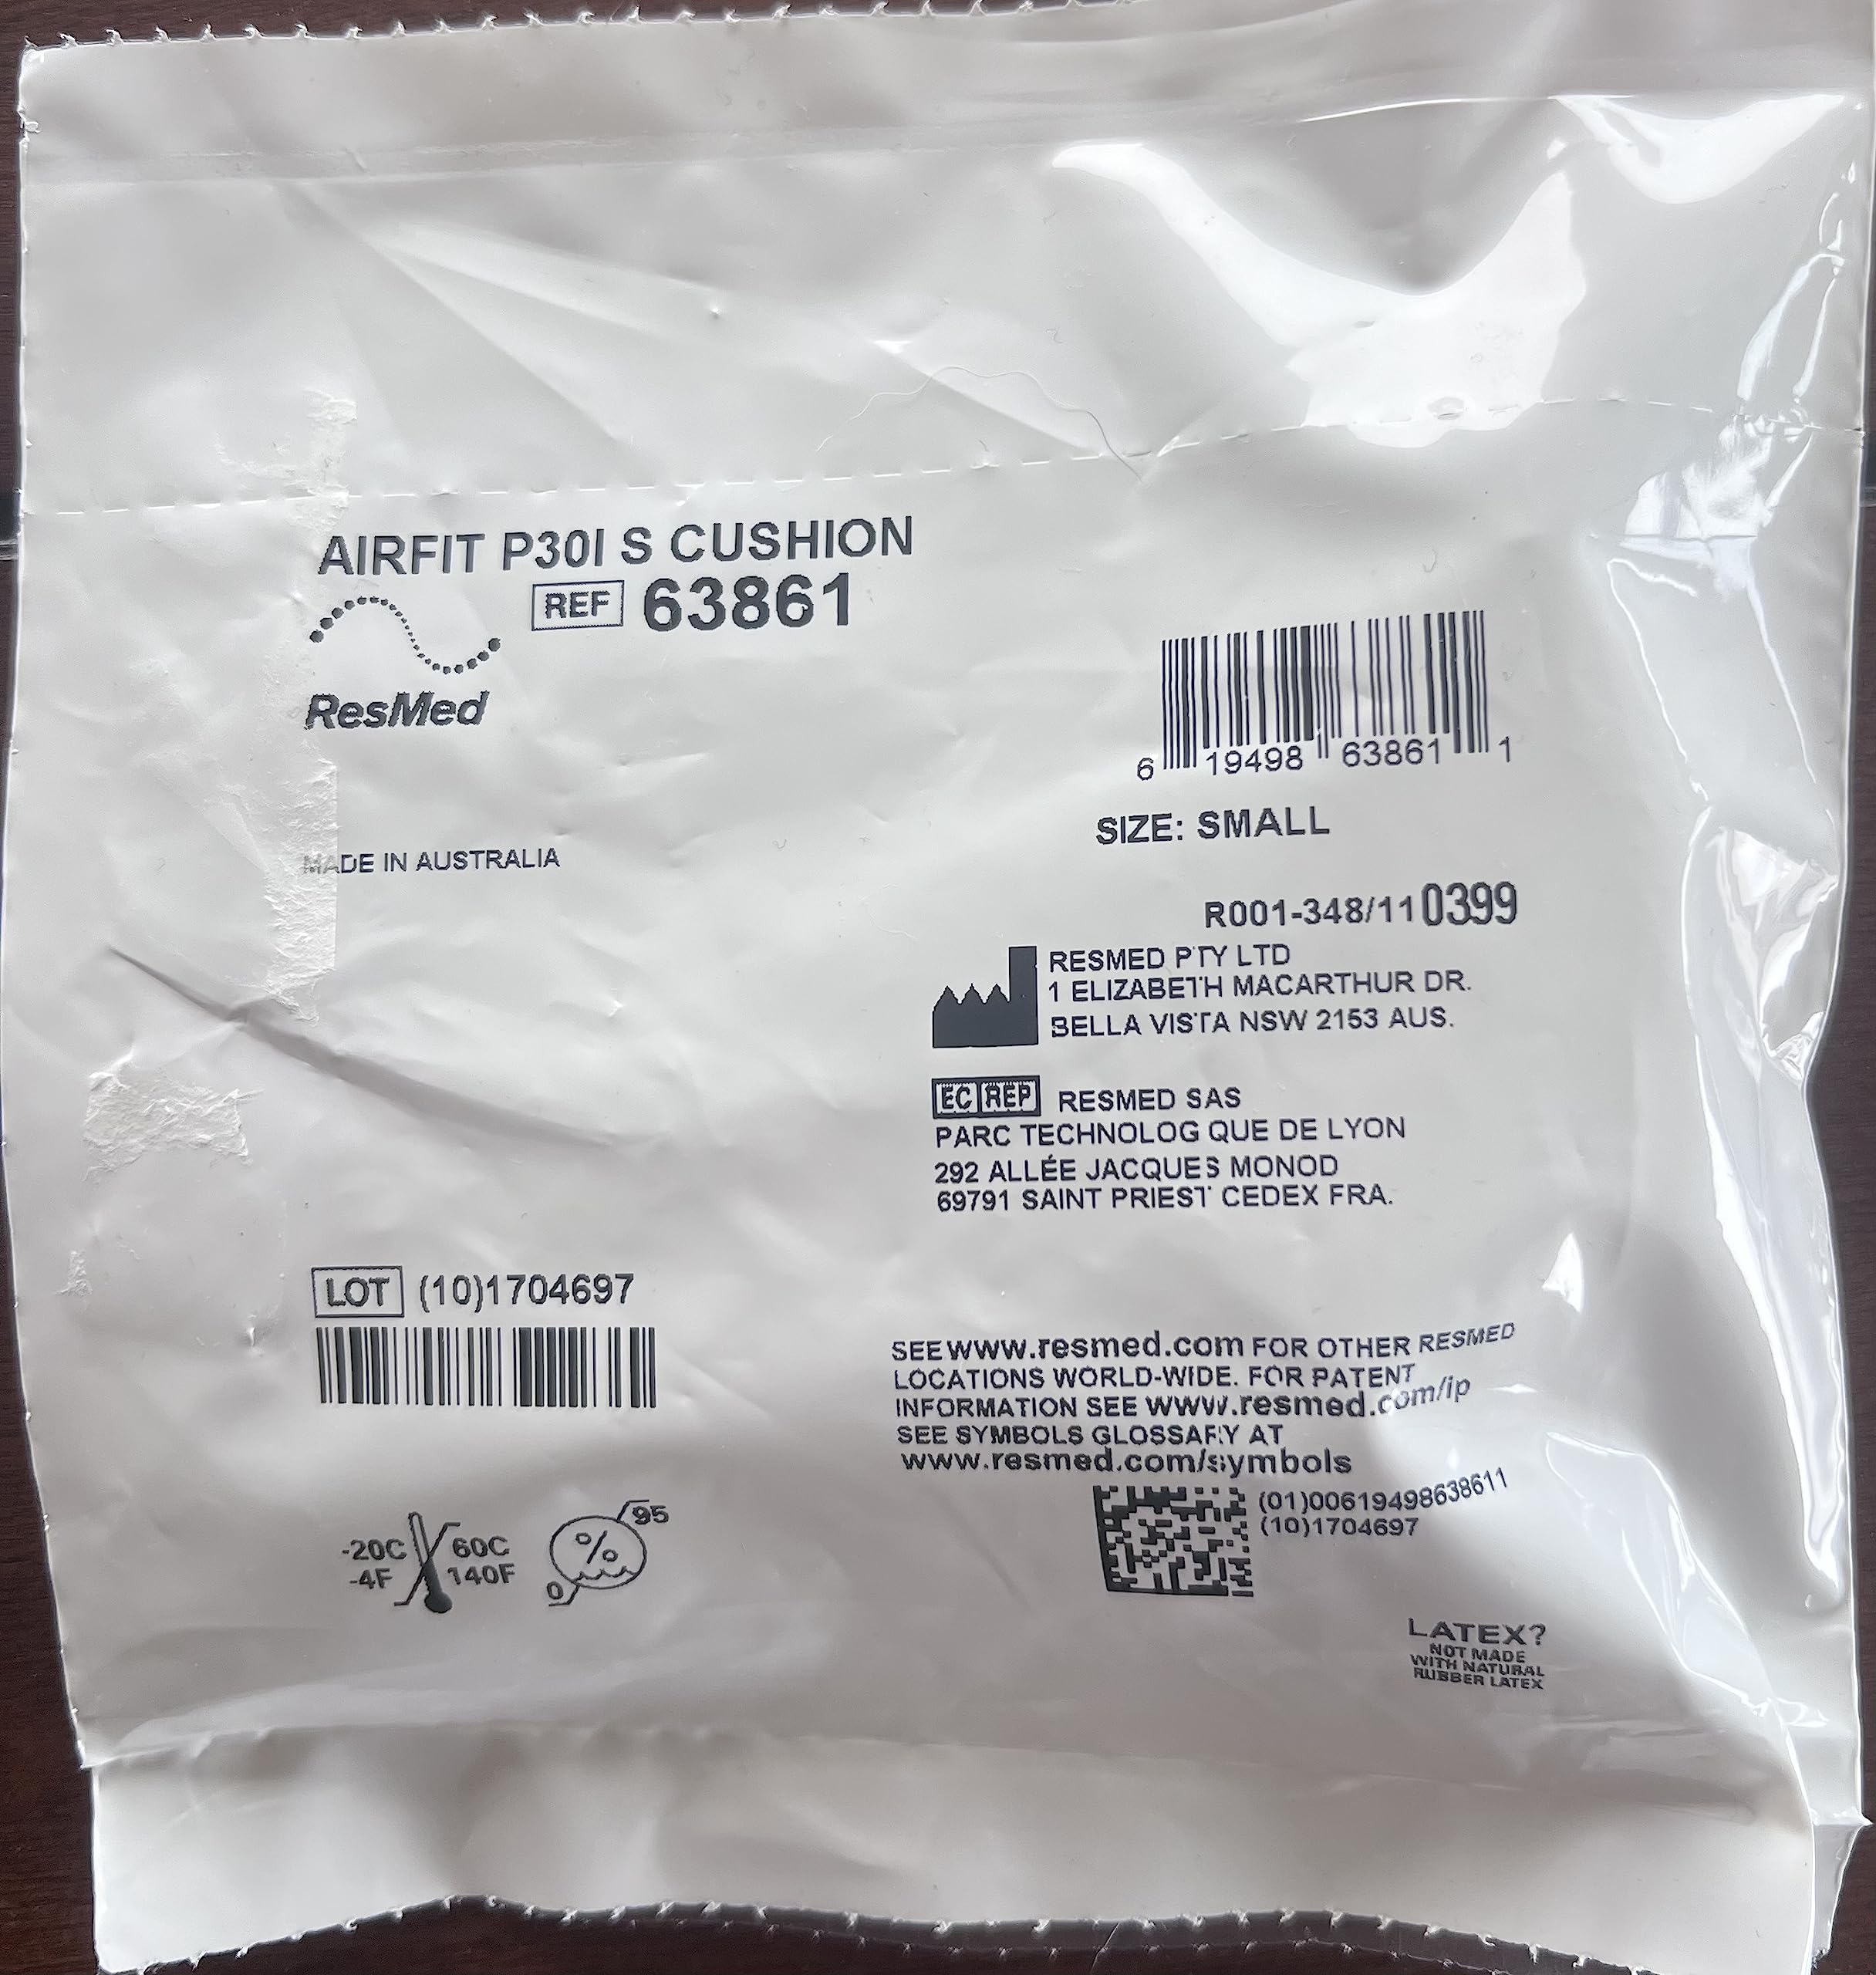 AIRFIT P30I S CUSHION
REF 63861
ResMed
6 19498 63861 1
SIZE: SMALL
MADE IN AUSTRALIA
R001-348/11 0399
RESMED PTY LTD
1 ELIZABETH MACARTHUR DR.
BELLA VISTA NSW 2153 AUS.
EC REP RESMED SAS
PARC TECHNOLOG QUE DE LYON
292 ALLÉE JACQUES MONOD
69791 SAINT PRIEST CEDEX FRA.
LOT (10)1704697
SEE www.resmed.com FOR OTHER RESMED
LOCATIONS WORLD-WIDE. FOR PATENT
INFORMATION SEE www.resmed.com/ip
SEE SYMBOLS GLOSSARY AT
www.resmed.com/symbols
(01)00619498638611
(10)1704697
-20C 60C
-4F 140F
% 95
0
LATEX?
NOT MADE
WITH NATURAL
RUBBER LATEX